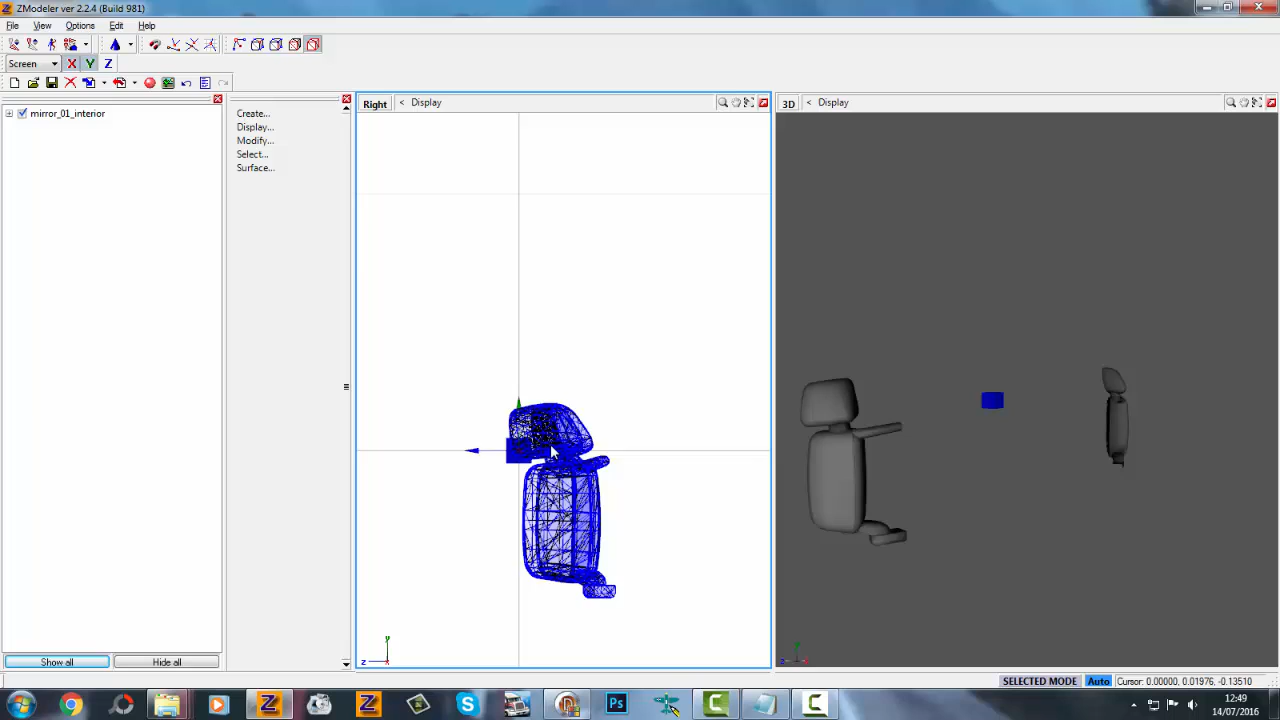 ZModeler ver 2.2.4 (Build 981)
File View Options Edit Help
Screen X Y Z
mirror_01_interior
Create...
Display...
Modify...
Select...
Surface...
Right < Display
3D < Display
y
z x
Show all Hide all
SELECTED MODE Auto Cursor: 0.00000, 0.01976, -0.13510
12:49
14/07/2016